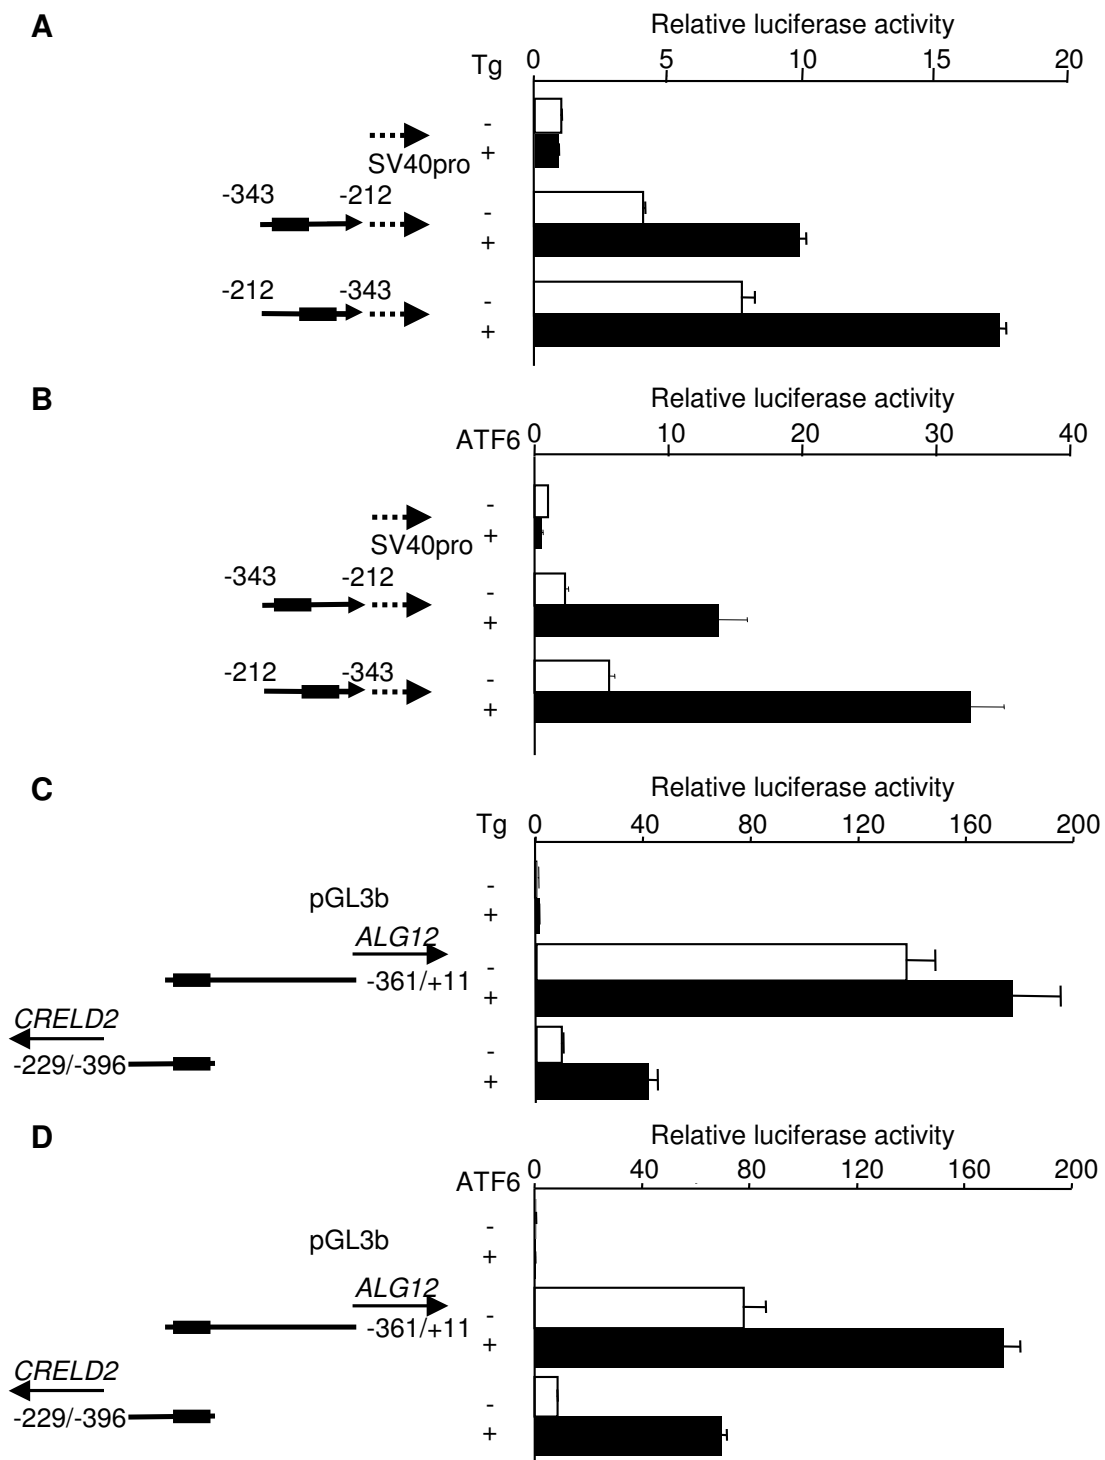 A
Relative luciferase activity
Tg 0 5 10 15 20
-
SV40pro +
-343 -212 -
+
-212 -343 -
+
B
Relative luciferase activity
ATF6 0 10 20 30 40
-
SV40pro +
-343 -212 -
+
-212 -343 -
+
C
Relative luciferase activity
Tg 0 40 80 120 160 200
-
pGL3b +
ALG12
-361/+11 -
+
CRELD2
-229/-396 -
+
D
Relative luciferase activity
ATF6 0 40 80 120 160 200
-
pGL3b +
ALG12
-361/+11 -
+
CRELD2
-229/-396 -
+